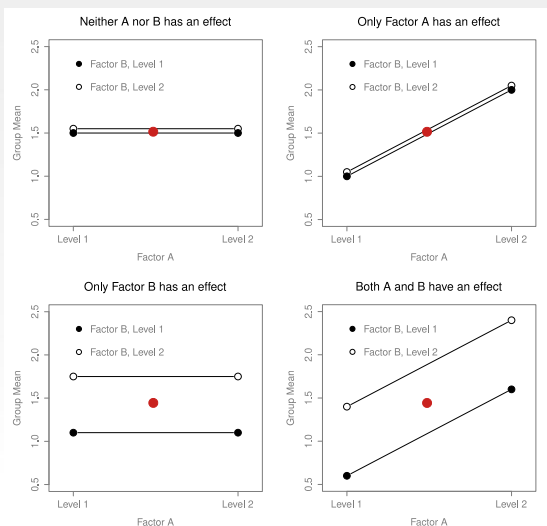 Neither A nor B has an effect
2.5
2.0
1.5
1.0
0.5
Group Mean
Factor B, Level 1
Factor B, Level 2
Level 1
Level 2
Factor A
Only Factor A has an effect
2.5
2.0
1.5
1.0
0.5
Group Mean
Factor B, Level 1
Factor B, Level 2
Level 1
Level 2
Factor A
Only Factor B has an effect
2.5
2.0
1.5
1.0
0.5
Group Mean
Factor B, Level 1
Factor B, Level 2
Level 1
Level 2
Factor A
Both A and B have an effect
2.5
2.0
1.5
1.0
0.5
Group Mean
Factor B, Level 1
Factor B, Level 2
Level 1
Level 2
Factor A